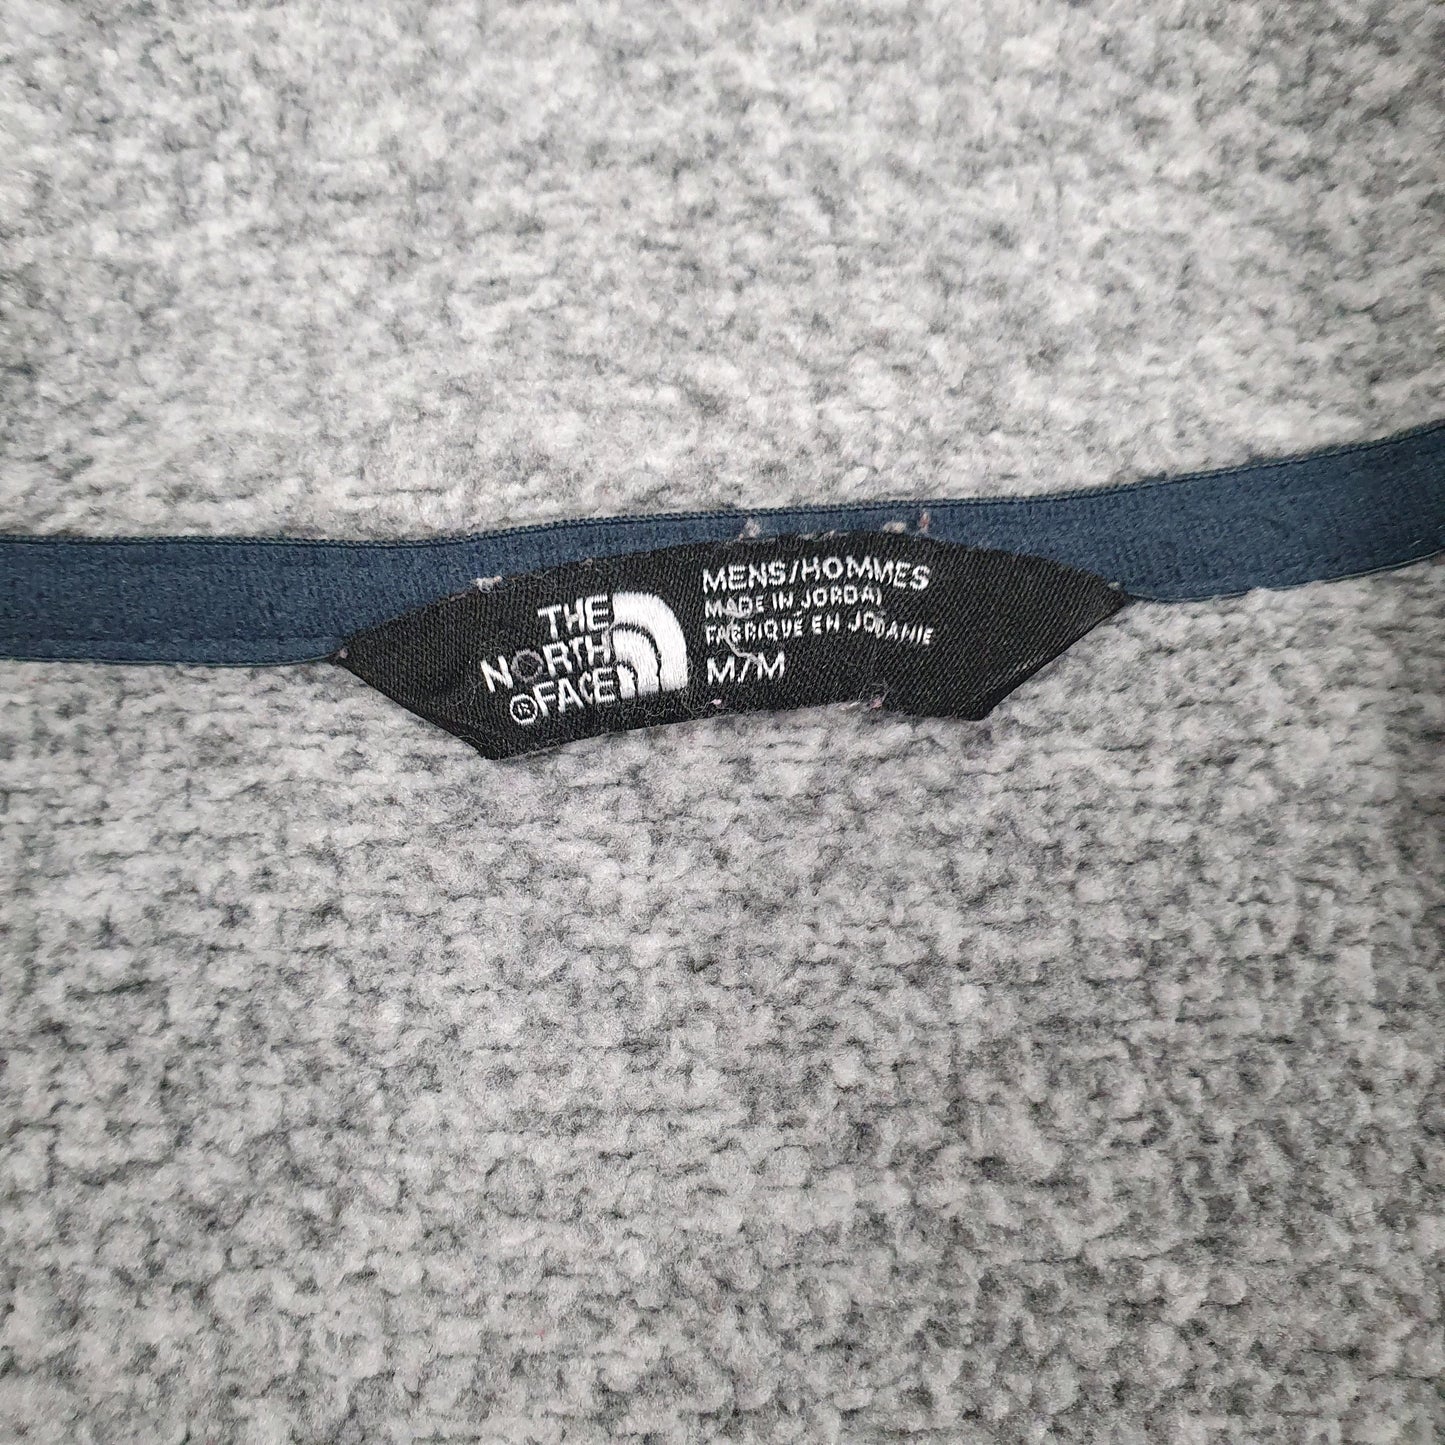 THE
NORTH
®FACE
MENS/HOMMES
MADE IN JORDAN
FABRIQUE EN JORDANIE
M/M